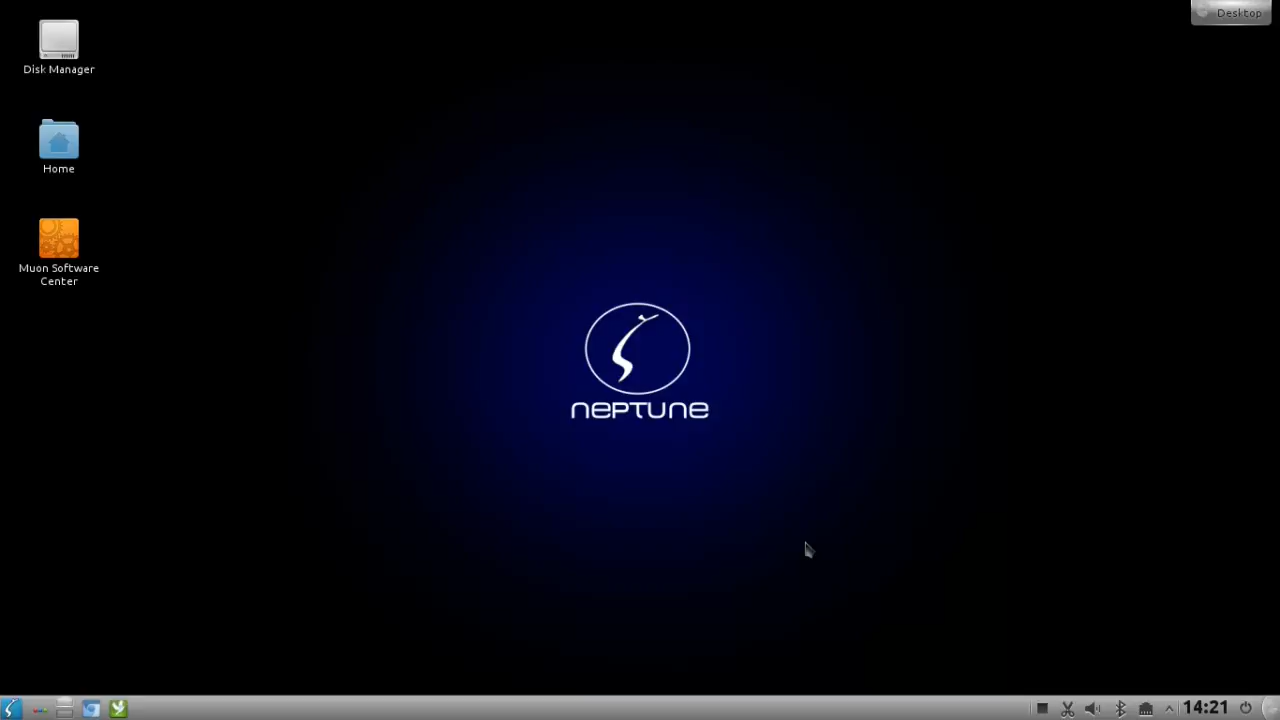 Desktop
Disk Manager
Home
Muon Software
Center
NEPTUNE
14:21